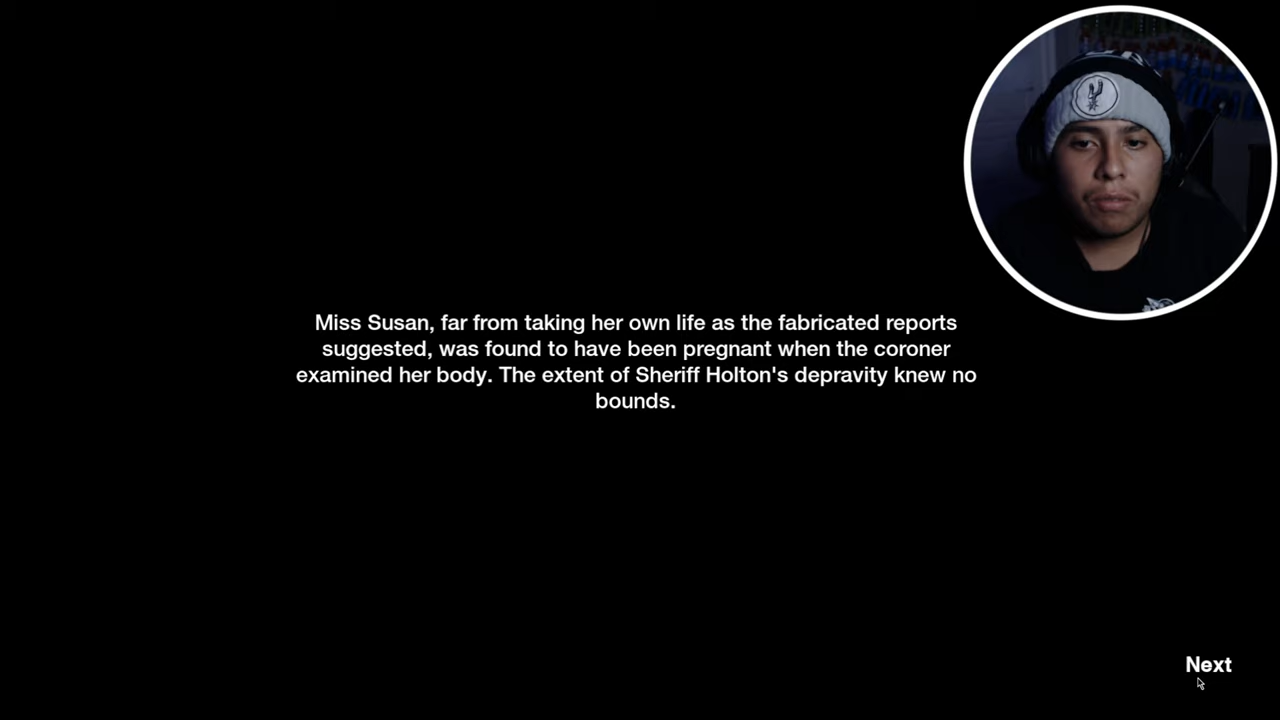 Miss Susan, far from taking her own life as the fabricated reports
suggested, was found to have been pregnant when the coroner
examined her body. The extent of Sheriff Holton's depravity knew no
bounds.
Next